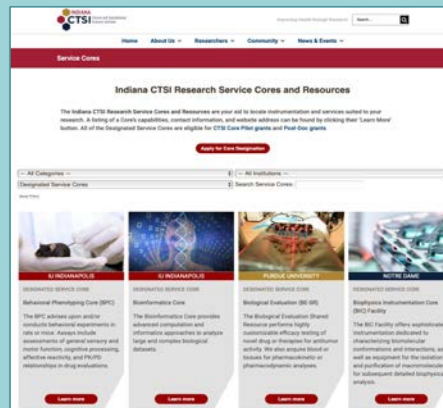 INDIANA
CTSI
Improving Health through Research
Search...
Home About Us Researchers Community News & Events
Service Cores
Indiana CTSI Research Service Cores and Resources
The Indiana CTSI Research Service Cores and Resources are your aid to locate instrumentation and services suited to your
research. A listing of a Core's capabilities, contact information, and website address can be found by clicking their 'Learn More'
button. All of the Designated Service Cores are eligible for CTSI Core Pilot grants and Post-Doc grants.
Apply for Core Designation
-- All Categories -- -- All Institutions --
Designated Service Cores Search Service Cores:
IU INDIANAPOLIS
DESIGNATED SERVICE CORE
Behavioral Phenotyping Core (BPC)
The BPC advises upon and/or
conducts behavioral experiments in
rats or mice. Assays include
assessments of general sensory and
motor function, cognitive processing,
affective reactivity, and PK/PD
relationships in drug evaluations.
Learn more
IU INDIANAPOLIS
DESIGNATED SERVICE CORE
Bioinformatics Core
The Bioinformatics Core provides
advanced computation and
informatics approaches to analyze
large and complex biological
datasets.
Learn more
PURDUE UNIVERSITY
DESIGNATED SERVICE CORE
Biological Evaluation (BE-SR)
The Biological Evaluation Shared
Resource performs highly
sustainable efficacy testing of
novel drug or therapies for antitumor
activity. We also acquire blood or
tissues for pharmacokinetic or
pharmacodynamic analyses.
Learn more
NOTRE DAME
DESIGNATED SERVICE CORE
Biophysics Instrumentation Core
(BIC) Facility
The BIC Facility offers sophisticated
instrumentation dedicated to
characterizing biomolecular
conformations and interactions, as
well as equipment for the isolation
and purification of macromolecules
for subsequent detailed biophysical
analysis.
Learn more